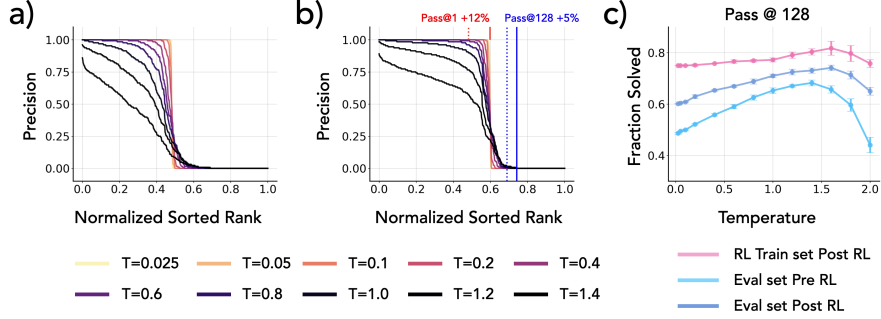 a)
b)
c)
Pass@1 +12%
Pass@128 +5%
Pass @ 128
Precision
1.00
0.75
0.50
0.25
0.00
0.0 0.2 0.4 0.6 0.8 1.0
Normalized Sorted Rank
Precision
1.00
0.75
0.50
0.25
0.00
0.0 0.2 0.4 0.6 0.8 1.0
Normalized Sorted Rank
Fraction Solved
0.8
0.6
0.4
0.0 0.5 1.0 1.5 2.0
Temperature
T=0.025 T=0.05 T=0.1 T=0.2 T=0.4
T=0.6 T=0.8 T=1.0 T=1.2 T=1.4
RL Train set Post RL
Eval set Pre RL
Eval set Post RL